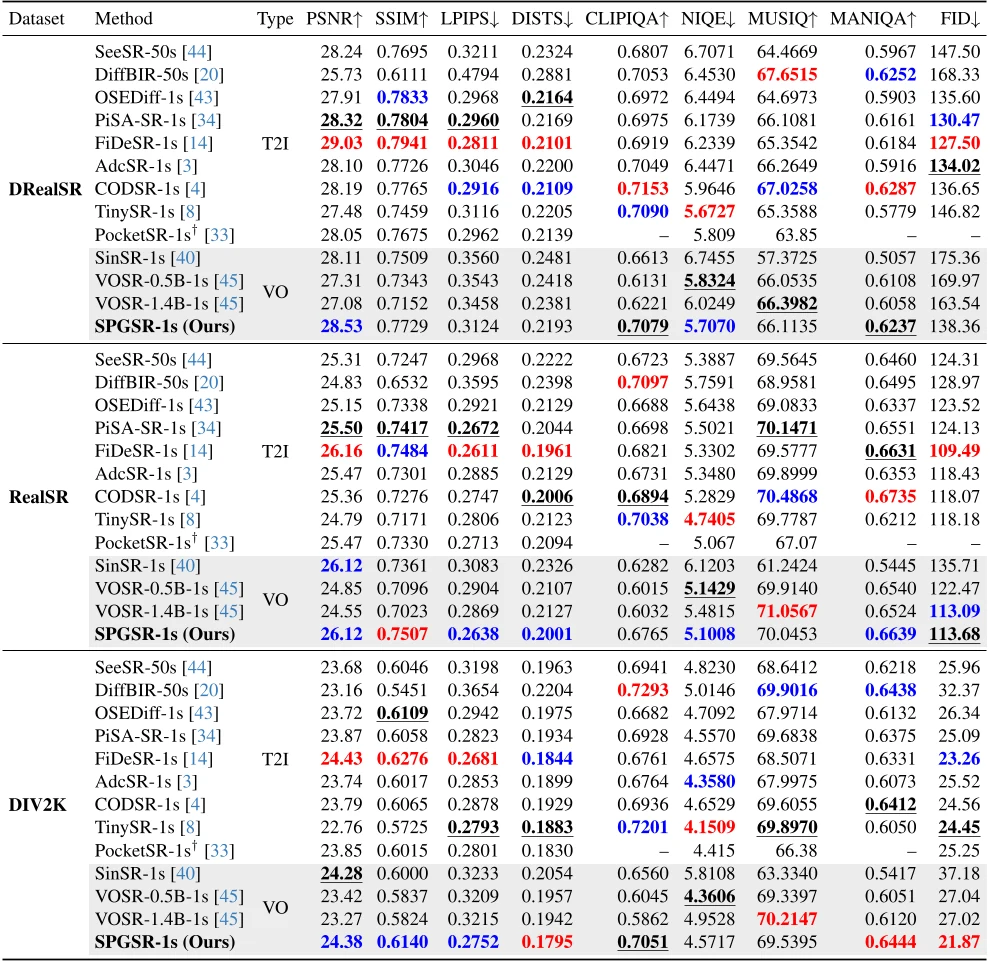 Dataset Method Type PSNR↑ SSIM↑ LPIPS↓ DISTS↓ CLIPIQA↑ NIQE↓ MUSIQ↑ MANIQA↑ FID↓
SeeSR-50s [44] 28.24 0.7695 0.3211 0.2324 0.6807 6.7071 64.4669 0.5967 147.50
DiffBIR-50s [20] 25.73 0.6111 0.4794 0.2881 0.7053 6.4530 67.6515 0.6252 168.33
OSEDiff-1s [43] 27.91 0.7833 0.2968 0.2164 0.6972 6.4494 64.6973 0.5903 135.60
PiSA-SR-1s [34] 28.32 0.7804 0.2960 0.2169 0.6975 6.1739 66.1081 0.6161 130.47
FiDeSR-1s [14] T2I 29.03 0.7941 0.2811 0.2101 0.6919 6.2339 65.3542 0.6184 127.50
AdcSR-1s [3] 28.10 0.7726 0.3046 0.2200 0.7049 6.4471 66.2649 0.5916 134.02
DRealSR CODSR-1s [4] 28.19 0.7765 0.2916 0.2109 0.7153 5.9646 67.0258 0.6287 136.65
TinySR-1s [8] 27.48 0.7459 0.3116 0.2205 0.7090 5.6727 65.3588 0.5779 146.82
PocketSR-1s† [33] 28.05 0.7675 0.2962 0.2139 – 5.809 63.85 – –
SinSR-1s [40] 28.11 0.7509 0.3560 0.2481 0.6613 6.7455 57.3725 0.5057 175.36
VOSR-0.5B-1s [45] VO 27.31 0.7343 0.3543 0.2418 0.6131 5.8324 66.0535 0.6108 169.97
VOSR-1.4B-1s [45] 27.08 0.7152 0.3458 0.2381 0.6221 6.0249 66.3982 0.6058 163.54
SPGSR-1s (Ours) 28.53 0.7729 0.3124 0.2193 0.7079 5.7070 66.1135 0.6237 138.36
SeeSR-50s [44] 25.31 0.7247 0.2968 0.2222 0.6723 5.3887 69.5645 0.6460 124.31
DiffBIR-50s [20] 24.83 0.6532 0.3595 0.2398 0.7097 5.7591 68.9581 0.6495 128.97
OSEDiff-1s [43] 25.15 0.7338 0.2921 0.2129 0.6688 5.6438 69.0833 0.6337 123.52
PiSA-SR-1s [34] 25.50 0.7417 0.2672 0.2044 0.6698 5.5021 70.1471 0.6551 124.13
FiDeSR-1s [14] T2I 26.16 0.7484 0.2611 0.1961 0.6821 5.3302 69.5777 0.6631 109.49
AdcSR-1s [3] 25.47 0.7301 0.2885 0.2129 0.6731 5.3480 69.8999 0.6353 118.43
RealSR CODSR-1s [4] 25.36 0.7276 0.2747 0.2006 0.6894 5.2829 70.4868 0.6735 118.07
TinySR-1s [8] 24.79 0.7171 0.2806 0.2123 0.7038 4.7405 69.7787 0.6212 118.18
PocketSR-1s† [33] 25.47 0.7330 0.2713 0.2094 – 5.067 67.07 – –
SinSR-1s [40] 26.12 0.7361 0.3083 0.2326 0.6282 6.1203 61.2424 0.5445 135.71
VOSR-0.5B-1s [45] VO 24.85 0.7096 0.2904 0.2107 0.6015 5.1429 69.9140 0.6540 122.47
VOSR-1.4B-1s [45] 24.55 0.7023 0.2869 0.2127 0.6032 5.4815 71.0567 0.6524 113.09
SPGSR-1s (Ours) 26.12 0.7507 0.2638 0.2001 0.6765 5.1008 70.0453 0.6639 113.68
SeeSR-50s [44] 23.68 0.6046 0.3198 0.1963 0.6941 4.8230 68.6412 0.6218 25.96
DiffBIR-50s [20] 23.16 0.5451 0.3654 0.2204 0.7293 5.0146 69.9016 0.6438 32.37
OSEDiff-1s [43] 23.72 0.6109 0.2942 0.1975 0.6682 4.7092 67.9714 0.6132 26.34
PiSA-SR-1s [34] 23.87 0.6058 0.2823 0.1934 0.6928 4.5570 69.6838 0.6375 25.09
FiDeSR-1s [14] T2I 24.43 0.6276 0.2681 0.1844 0.6761 4.6575 68.5071 0.6331 23.26
AdcSR-1s [3] 23.74 0.6017 0.2853 0.1899 0.6764 4.3580 67.9975 0.6073 25.52
DIV2K CODSR-1s [4] 23.79 0.6065 0.2878 0.1929 0.6936 4.6529 69.6055 0.6412 24.56
TinySR-1s [8] 22.76 0.5725 0.2793 0.1883 0.7201 4.1509 69.8970 0.6050 24.45
PocketSR-1s† [33] 23.85 0.6015 0.2801 0.1830 – 4.415 66.38 – 25.25
SinSR-1s [40] 24.28 0.6000 0.3233 0.2054 0.6560 5.8108 63.3340 0.5417 37.18
VOSR-0.5B-1s [45] VO 23.42 0.5837 0.3209 0.1957 0.6045 4.3606 69.3397 0.6051 27.04
VOSR-1.4B-1s [45] 23.27 0.5824 0.3215 0.1942 0.5862 4.9528 70.2147 0.6120 27.02
SPGSR-1s (Ours) 24.38 0.6140 0.2752 0.1795 0.7051 4.5717 69.5395 0.6444 21.87